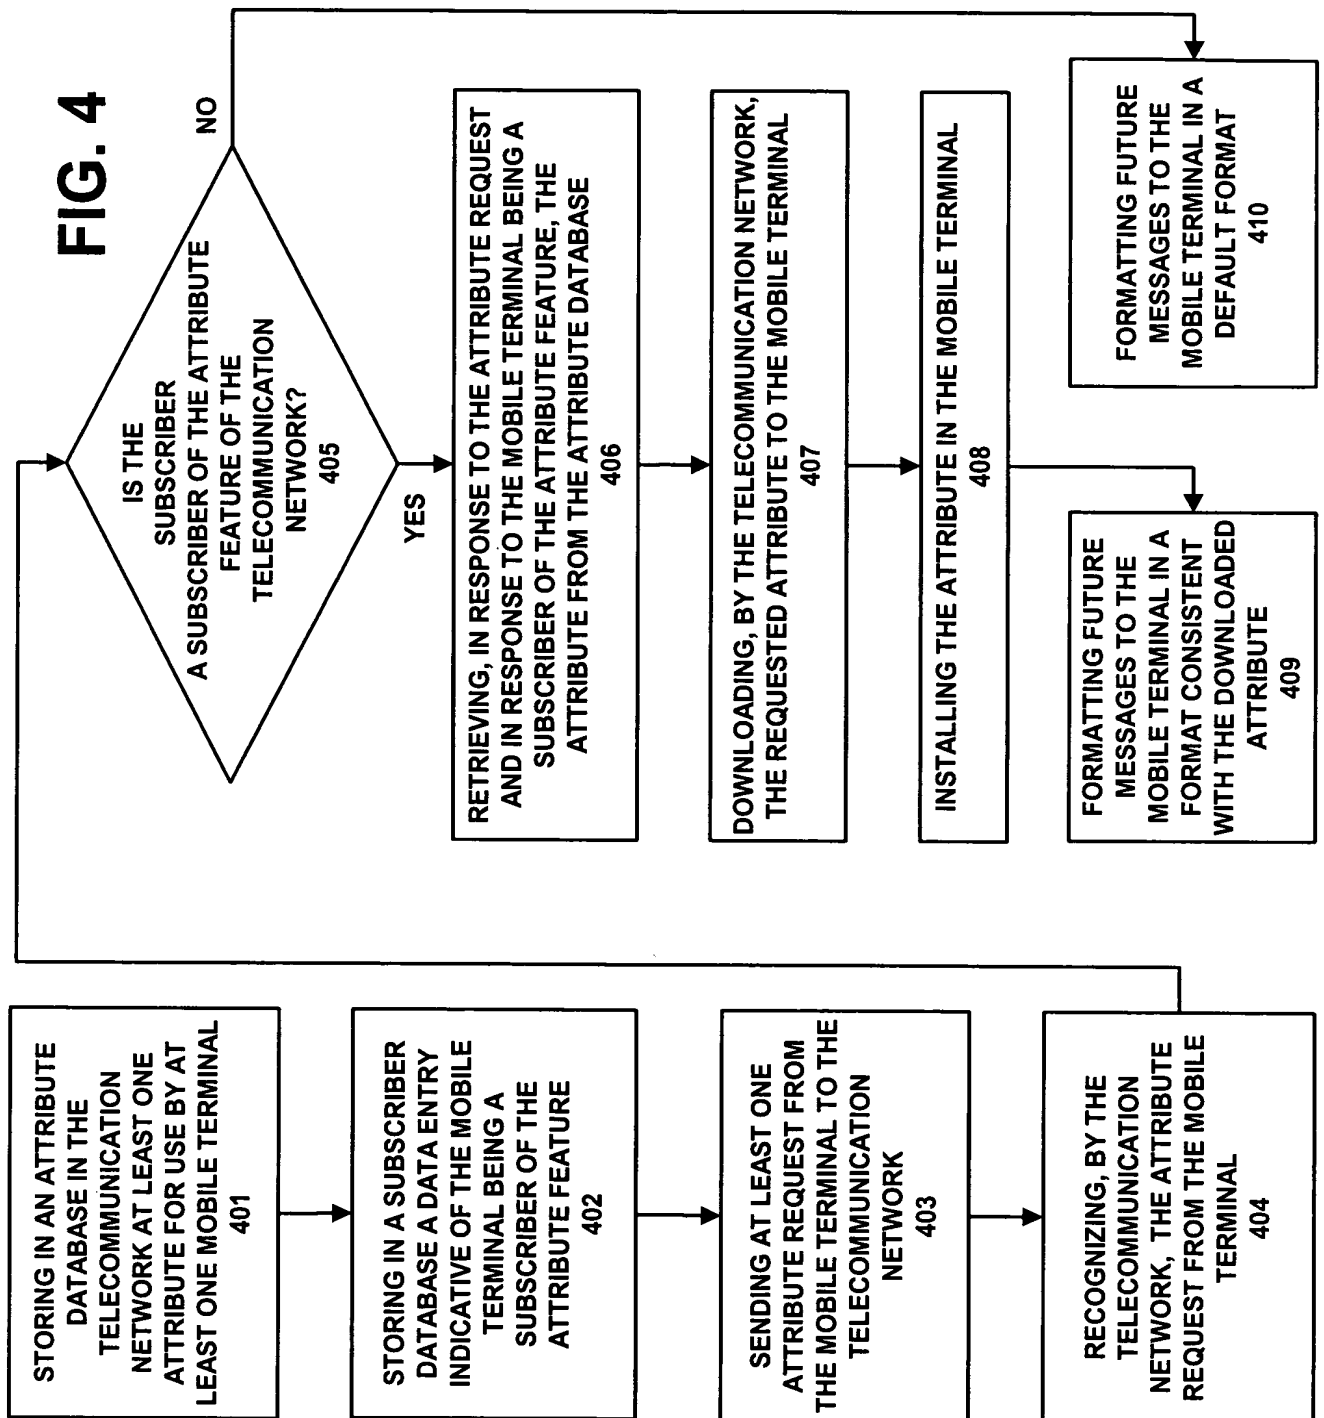 FIG. 4
STORING IN AN ATTRIBUTE
DATABASE IN THE
TELECOMMUNICATION
NETWORK AT LEAST ONE
ATTRIBUTE FOR USE BY AT
LEAST ONE MOBILE TERMINAL
401
STORING IN A SUBSCRIBER
DATABASE A DATA ENTRY
INDICATIVE OF THE MOBILE
TERMINAL BEING A
SUBSCRIBER OF THE
ATTRIBUTE FEATURE
402
SENDING AT LEAST ONE
ATTRIBUTE REQUEST FROM
THE MOBILE TERMINAL TO THE
TELECOMMUNICATION
NETWORK
403
RECOGNIZING, BY THE
TELECOMMUNICATION
NETWORK, THE ATTRIBUTE
REQUEST FROM THE MOBILE
TERMINAL
404
IS THE
SUBSCRIBER
A SUBSCRIBER OF THE ATTRIBUTE
FEATURE OF THE
TELECOMMUNICATION
NETWORK?
405
NO
YES
RETRIEVING, IN RESPONSE TO THE ATTRIBUTE REQUEST
AND IN RESPONSE TO THE MOBILE TERMINAL BEING A
SUBSCRIBER OF THE ATTRIBUTE FEATURE, THE
ATTRIBUTE FROM THE ATTRIBUTE DATABASE
406
DOWNLOADING, BY THE TELECOMMUNICATION NETWORK,
THE REQUESTED ATTRIBUTE TO THE MOBILE TERMINAL
407
INSTALLING THE ATTRIBUTE IN THE MOBILE TERMINAL
408
FORMATTING FUTURE
MESSAGES TO THE
MOBILE TERMINAL IN A
FORMAT CONSISTENT
WITH THE DOWNLOADED
ATTRIBUTE
409
FORMATTING FUTURE
MESSAGES TO THE
MOBILE TERMINAL IN A
DEFAULT FORMAT
410